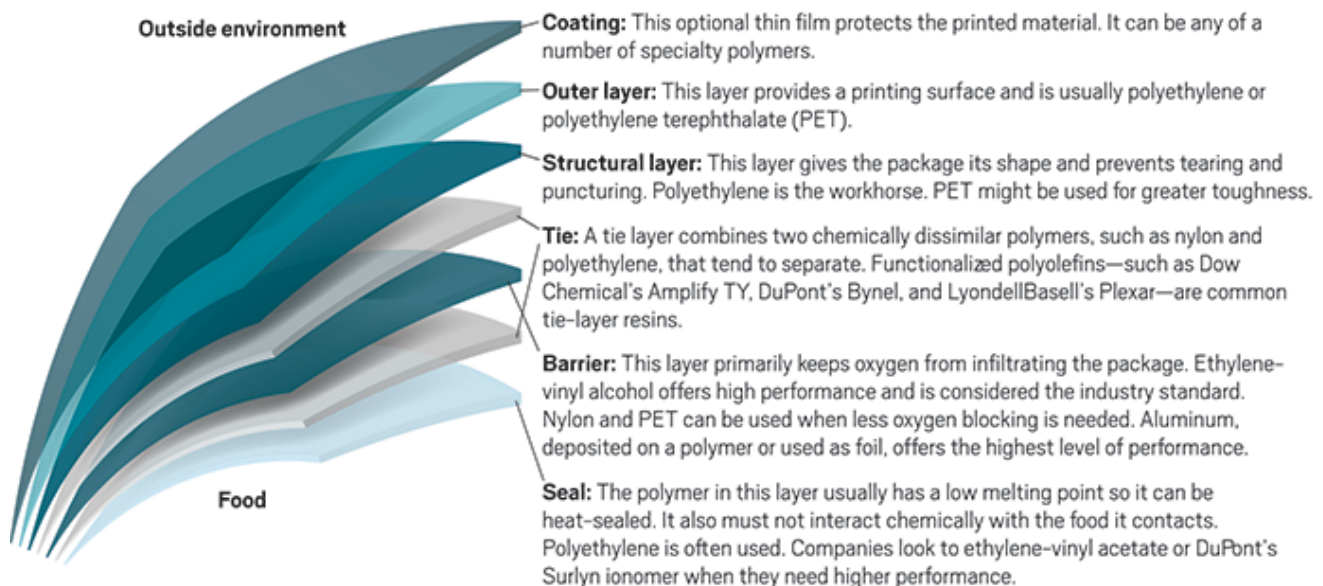 Outside environment
Coating: This optional thin film protects the printed material. It can be any of a
number of specialty polymers.
Outer layer: This layer provides a printing surface and is usually polyethylene or
polyethylene terephthalate (PET).
Structural layer: This layer gives the package its shape and prevents tearing and
puncturing. Polyethylene is the workhorse. PET might be used for greater toughness.
Tie: A tie layer combines two chemically dissimilar polymers, such as nylon and
polyethylene, that tend to separate. Functionalized polyolefins—such as Dow
Chemical's Amplify TY, DuPont's Bynel, and LyondellBasell's Plexar—are common
tie-layer resins.
Barrier: This layer primarily keeps oxygen from infiltrating the package. Ethylene-
vinyl alcohol offers high performance and is considered the industry standard.
Nylon and PET can be used when less oxygen blocking is needed. Aluminum,
deposited on a polymer or used as foil, offers the highest level of performance.
Food
Seal: The polymer in this layer usually has a low melting point so it can be
heat-sealed. It also must not interact chemically with the food it contacts.
Polyethylene is often used. Companies look to ethylene-vinyl acetate or DuPont's
Surlyn ionomer when they need higher performance.